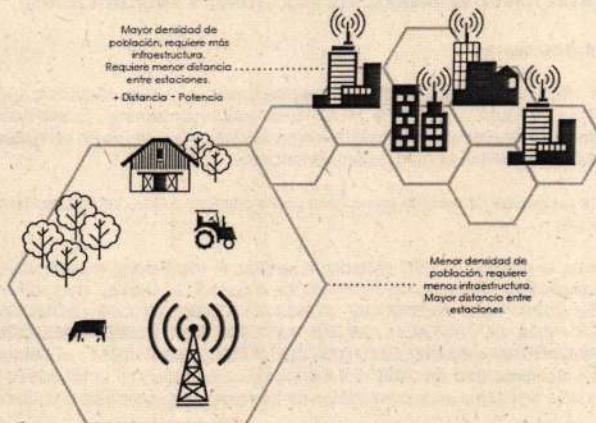 Mayor densidad de
población, requiere más
infraestructura.
Requiere menor distancia
entre estaciones.
+ Distancia - Potencia
Menor densidad de
población, requiere
menos infraestructura.
Mayor distancia entre
estaciones.